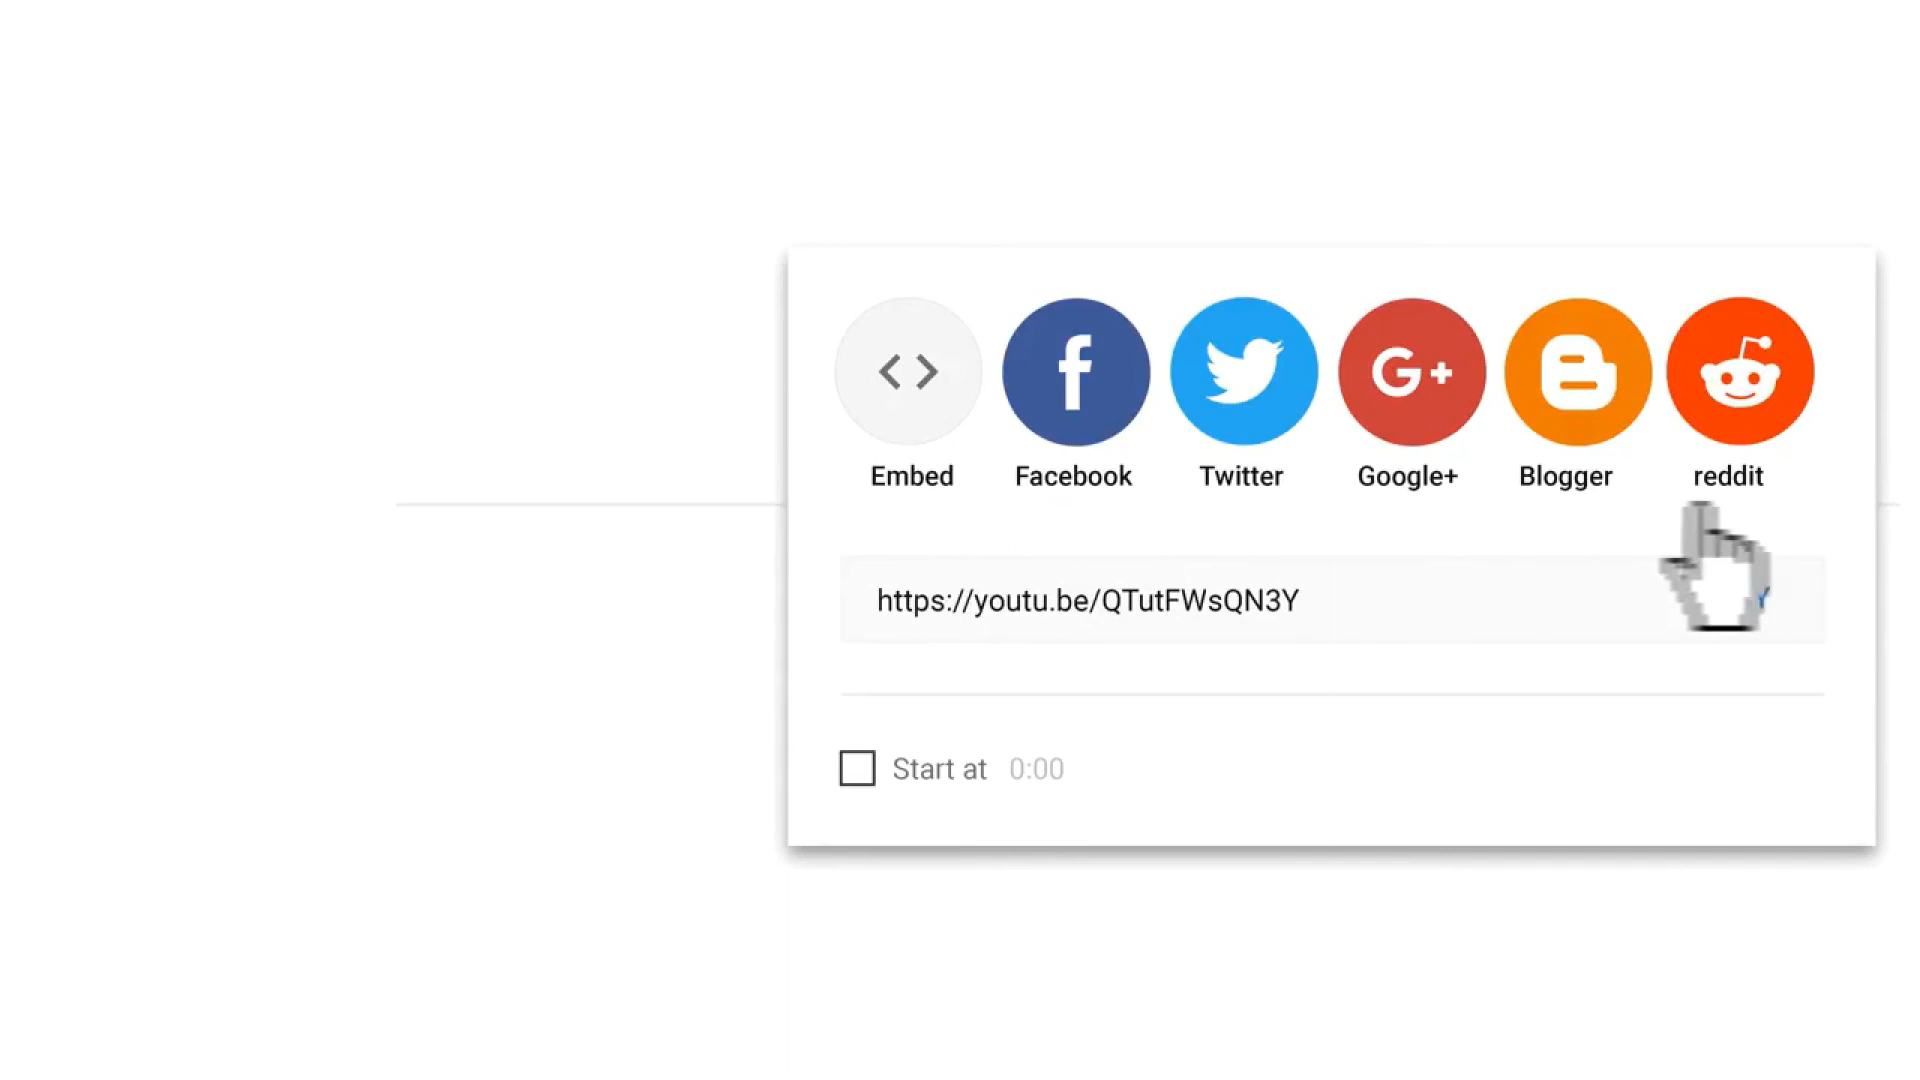 Embed Facebook Twitter Google+ Blogger reddit
https://youtu.be/QTutFWsQN3Y
Start at 0:00